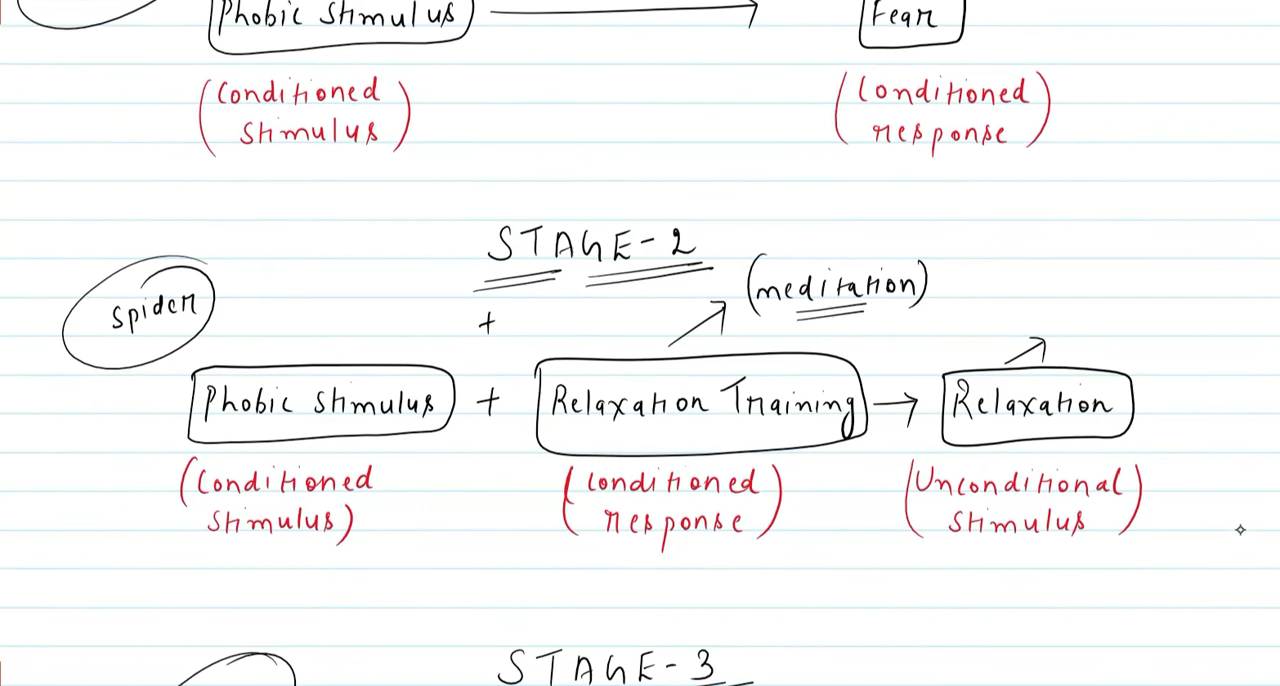 Phobic Stimulus → Fear
(Conditioned (Conditioned
stimulus) response)
STAGE-2
(meditation)
Spider
+
Phobic Stimulus + Relaxation Training → Relaxation
(Conditioned (Conditioned (Unconditional
stimulus) response) stimulus)
STAGE-3